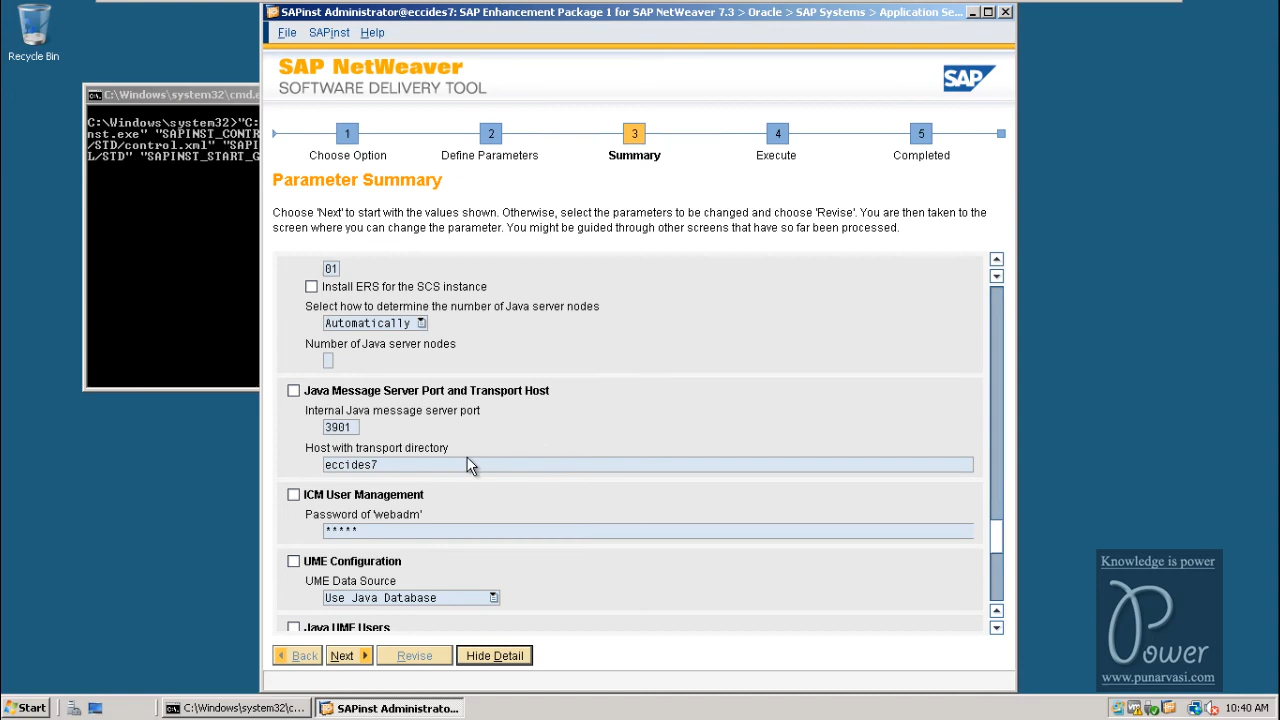 Recycle Bin
C:\Windows\system32\cmd.e
C:\Windows\system32>"C:
nst.exe" "SAPINST_CONTR
/STD/control.xml" "SAPI
L/STD" "SAPINST_START_G
SAPinst Administrator@eccides7: SAP Enhancement Package 1 for SAP NetWeaver 7.3 > Oracle > SAP Systems > Application Se...
File SAPinst Help
SAP NetWeaver
SOFTWARE DELIVERY TOOL
SAP
1 2 3 4 5
Choose Option Define Parameters Summary Execute Completed
Parameter Summary
Choose 'Next' to start with the values shown. Otherwise, select the parameters to be changed and choose 'Revise'. You are then taken to the
screen where you can change the parameter. You might be guided through other screens that have so far been processed.
01
Install ERS for the SCS instance
Select how to determine the number of Java server nodes
Automatically
Number of Java server nodes
Java Message Server Port and Transport Host
Internal Java message server port
3901
Host with transport directory
eccides7
ICM User Management
Password of 'webadm'
*****
UME Configuration
UME Data Source
Use Java Database
Java UME Users
Back Next Revise Hide Detail
Knowledge is power
Power
www.punarvasi.com
Start C:\Windows\system32\c... SAPinst Administrato... 10:40 AM